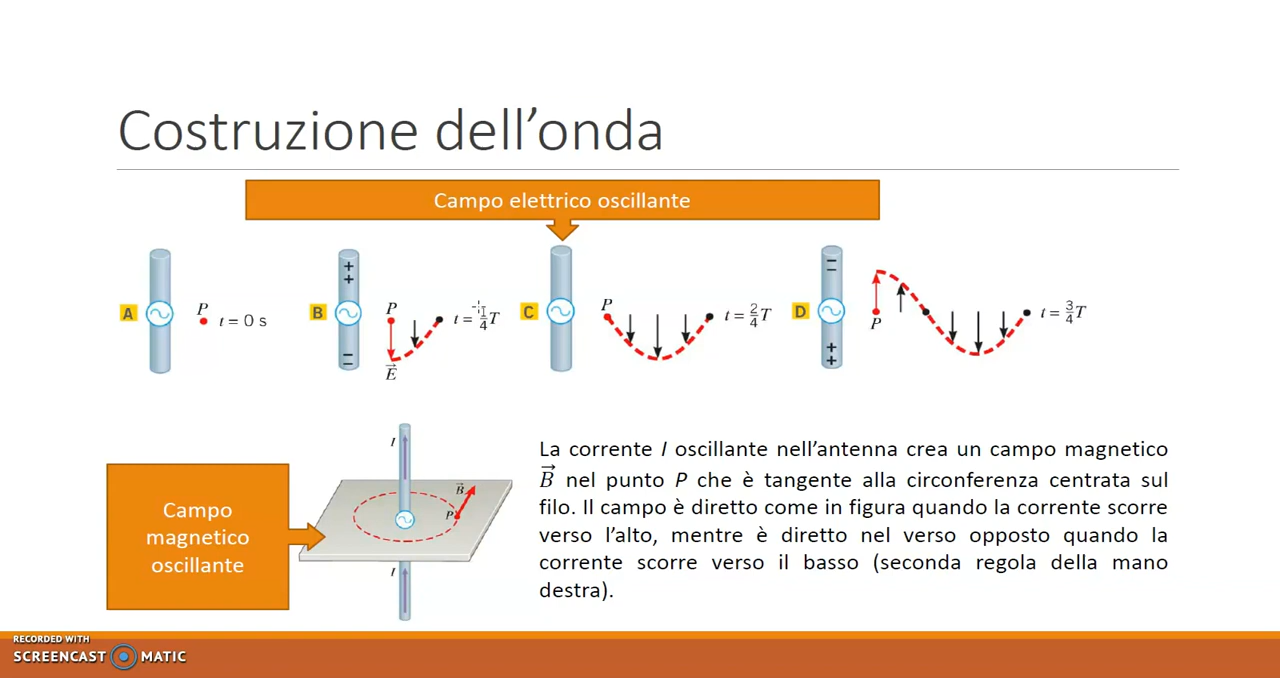 Costruzione dell’onda
Campo elettrico oscillante
A
P
t = 0 s
B
+
+
−
−
P
E⃗
t = 1/4 T
C
P
t = 2/4 T
D
−
−
+
+
P
t = 3/4 T
Campo
magnetico
oscillante
I
B⃗
P
I
La corrente I oscillante nell’antenna crea un campo magnetico
B⃗ nel punto P che è tangente alla circonferenza centrata sul
filo. Il campo è diretto come in figura quando la corrente scorre
verso l’alto, mentre è diretto nel verso opposto quando la
corrente scorre verso il basso (seconda regola della mano
destra).
RECORDED WITH
SCREENCAST MATIC